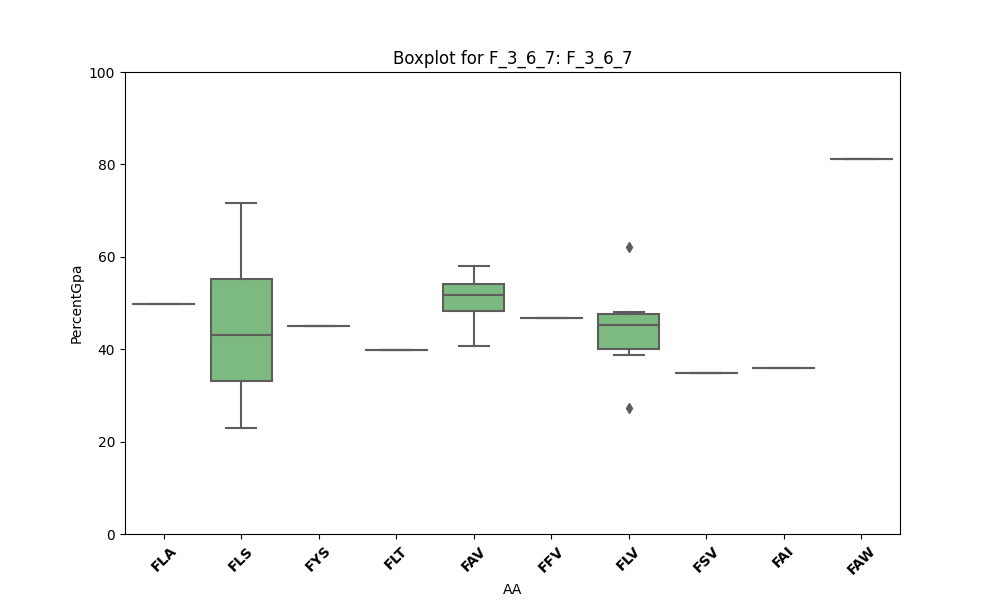 Boxplot for F_3_6_7: F_3_6_7
100
80
60
40
20
0
PercentGpa
FLA
FLS
FYS
FLT
FAV
FFV
FLV
FSV
FAI
FAW
AA